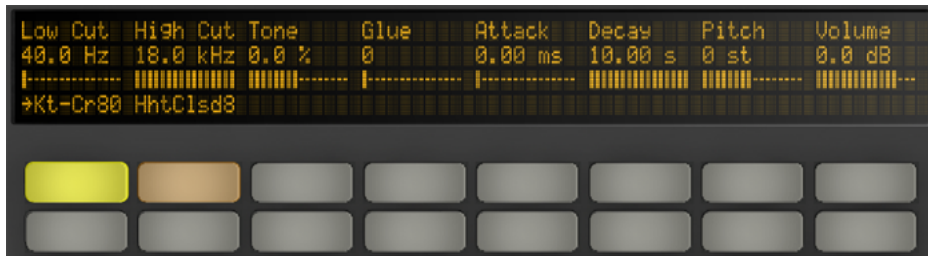 Low Cut High Cut Tone Glue Attack Decay Pitch Volume
40.0 Hz 18.0 kHz 0.0 % 0 0.00 ms 10.00 s 0 st 0.0 dB
→Kt-Cr80 HhtClsd8